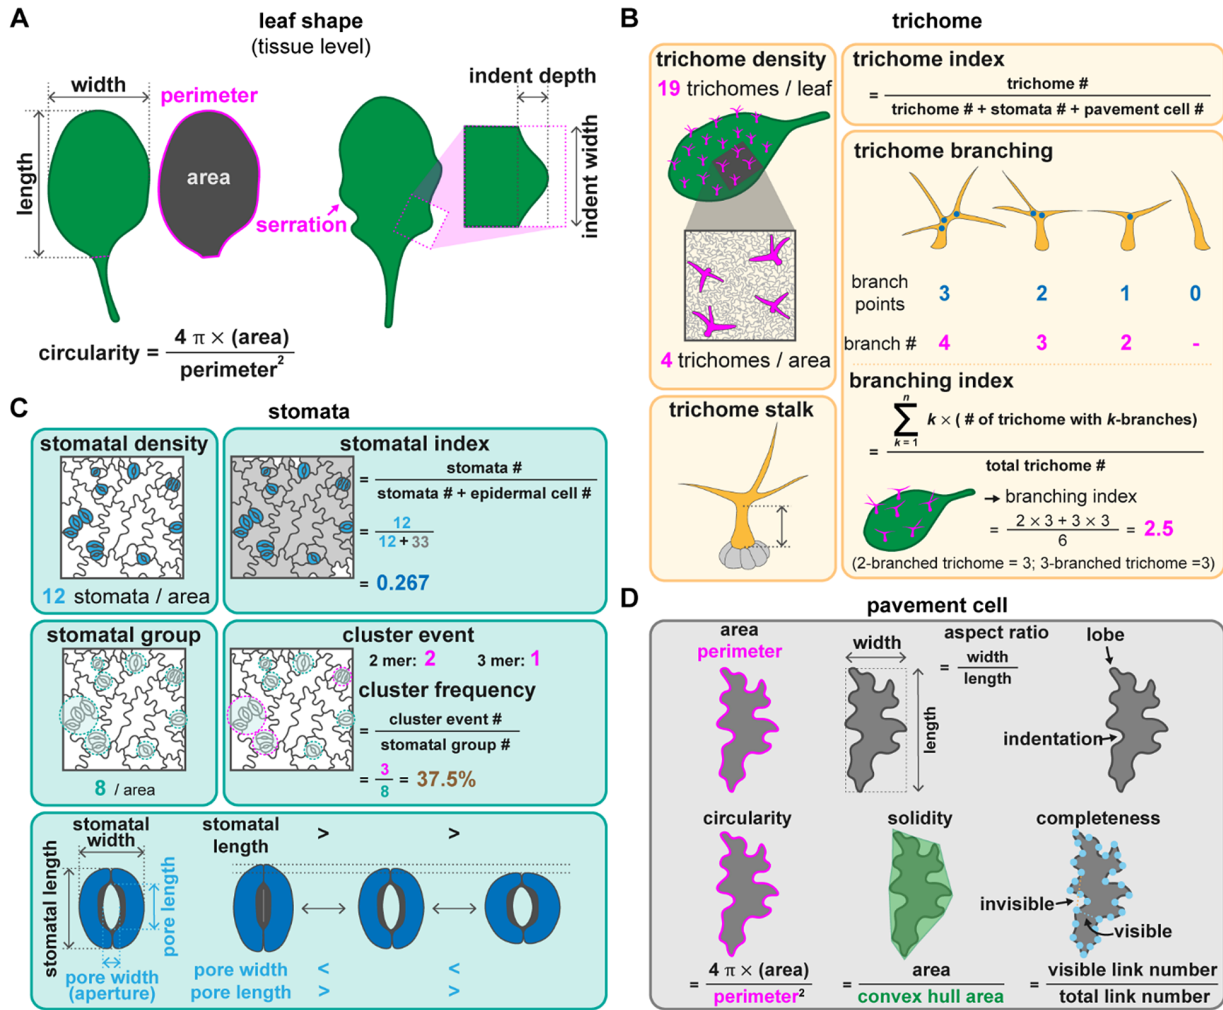 A
leaf shape
(tissue level)
width
perimeter
length
area
serration
indent depth
indent width
circularity = 4 π × (area)
perimeter²
B
trichome
trichome density
19 trichomes / leaf
4 trichomes / area
trichome stalk
trichome index
= trichome #
trichome # + stomata # + pavement cell #
trichome branching
branch points 3 2 1 0
branch # 4 3 2 -
branching index
n
∑ k × ( # of trichome with k-branches)
k = 1
=
total trichome #
→ branching index
= 2 × 3 + 3 × 3
6
= 2.5
(2-branched trichome = 3; 3-branched trichome =3)
C
stomata
stomatal density
12 stomata / area
stomatal index
= stomata #
stomata # + epidermal cell #
= 12
12 + 33
= 0.267
stomatal group
8 / area
cluster event
2 mer: 2 3 mer: 1
cluster frequency
= cluster event #
stomatal group #
= 3
8
= 37.5%
stomatal
width
stomatal length
pore length
pore width
(aperture)
stomatal
length > >
pore width < <
pore length > >
D
pavement cell
area
perimeter
width
length
aspect ratio
= width
length
lobe
indentation
circularity
= 4 π × (area)
perimeter²
solidity
= area
convex hull area
completeness
invisible
visible
= visible link number
total link number